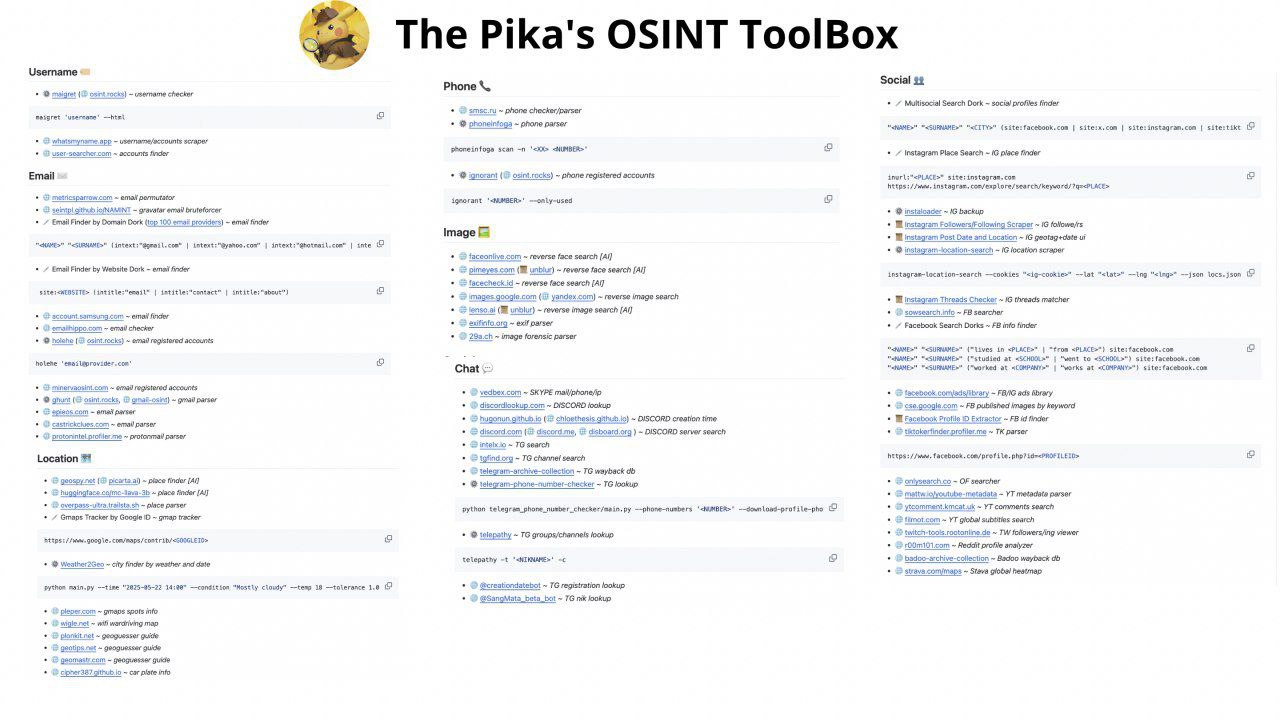 The Pika's OSINT ToolBox
Username
maigret (osint.rocks) ~ username checker
maigret 'username' --html
whatsmyname.app ~ username/accounts scraper
user-searcher.com ~ accounts finder
Email
metricsparrow.com ~ email permutator
seintpl.github.io/NAMINT ~ gravatar email bruteforcer
Email Finder by Domain Dork (top 100 email providers) ~ email finder
"<NAME>" "<SURNAME>" (intext:"@gmail.com" | intext:"@yahoo.com" | intext:"@hotmail.com" | inte
Email Finder by Website Dork ~ email finder
site:<WEBSITE> (intitle:"email" | intitle:"contact" | intitle:"about")
account.samsung.com ~ email finder
emailhippo.com ~ email checker
holehe (osint.rocks) ~ email registered accounts
holehe 'email@provider.com'
minervaosint.com ~ email registered accounts
ghunt (osint.rocks, gmail-osint) ~ gmail parser
epieos.com ~ email parser
castrickclues.com ~ email parser
protonintel.profiler.me ~ protonmail parser
Location
geospy.net (picarta.ai) ~ place finder [AI]
huggingface.co/mc-llava-3b ~ place finder [AI]
overpass-ultra.trailsta.sh ~ place parser
Gmaps Tracker by Google ID ~ gmap tracker
https://www.google.com/maps/contrib/<GOOGLEID>
Weather2Geo ~ city finder by weather and date
python main.py --time "2025-05-22 14:00" --condition "Mostly cloudy" --temp 18 --tolerance 1.0
pleper.com ~ gmaps spots info
wigle.net ~ wifi wardriving map
plonkit.net ~ geoguesser guide
geotips.net ~ geoguesser guide
geomastr.com ~ geoguesser guide
cipher387.github.io ~ car plate info
Phone
smsc.ru ~ phone checker/parser
phoneinfoga ~ phone parser
phoneinfoga scan -n '<XX> <NUMBER>'
ignorant (osint.rocks) ~ phone registered accounts
ignorant '<NUMBER>' --only-used
Image
faceonlive.com ~ reverse face search [AI]
pimeyes.com (unblur) ~ reverse face search [AI]
facecheck.id ~ reverse face search [AI]
images.google.com (yandex.com) ~ reverse image search
lenso.ai (unblur) ~ reverse image search [AI]
exifinfo.org ~ exif parser
29a.ch ~ image forensic parser
Chat
vedbex.com ~ SKYPE mail/phone/ip
discordlookup.com ~ DISCORD lookup
hugonun.github.io (chloethesis.github.io) ~ DISCORD creation time
discord.com (discord.me, disboard.org ) ~ DISCORD server search
intelx.io ~ TG search
tgfind.org ~ TG channel search
telegram-archive-collection ~ TG wayback db
telegram-phone-number-checker ~ TG lookup
python telegram_phone_number_checker/main.py --phone-numbers '<NUMBER>' --download-profile-pho
telepathy ~ TG groups/channels lookup
telepathy -t '<NIKNAME>' -c
@creationdatebot ~ TG registration lookup
@SangMata_beta_bot ~ TG nik lookup
Social
Multisocial Search Dork ~ social profiles finder
"<NAME>" "<SURNAME>" "<CITY>" (site:facebook.com | site:x.com | site:instagram.com | site:tikt
Instagram Place Search ~ IG place finder
inurl:"<PLACE>" site:instagram.com
https://www.instagram.com/explore/search/keyword/?q=<PLACE>
instaloader ~ IG backup
Instagram Followers/Following Scraper ~ IG followe/rs
Instagram Post Date and Location ~ IG geotag+date ui
instagram-location-search ~ IG location scraper
instagram-location-search --cookies "<ig-cookie>" --lat "<lat>" --lng "<lng>" --json locs.json
Instagram Threads Checker ~ IG threads matcher
sowsearch.info ~ FB searcher
Facebook Search Dorks ~ FB info finder
"<NAME>" "<SURNAME>" ("lives in <PLACE>" | "from <PLACE>") site:facebook.com
"<NAME>" "<SURNAME>" ("studied at <SCHOOL>" | "went to <SCHOOL>") site:facebook.com
"<NAME>" "<SURNAME>" ("worked at <COMPANY>" | "works at <COMPANY>") site:facebook.com
facebook.com/ads/library ~ FB/IG ads library
cse.google.com ~ FB published images by keyword
Facebook Profile ID Extractor ~ FB id finder
tiktokerfinder.profiler.me ~ TK parser
https://www.facebook.com/profile.php?id=<PROFILEID>
onlysearch.co ~ OF searcher
mattw.io/youtube-metadata ~ YT metadata parser
ytcomment.kmcat.uk ~ YT comments search
filmot.com ~ YT global subtitles search
twitch-tools.rootonline.de ~ TW followers/ing viewer
r00m101.com ~ Reddit profile analyzer
badoo-archive-collection ~ Badoo wayback db
strava.com/maps ~ Stava global heatmap